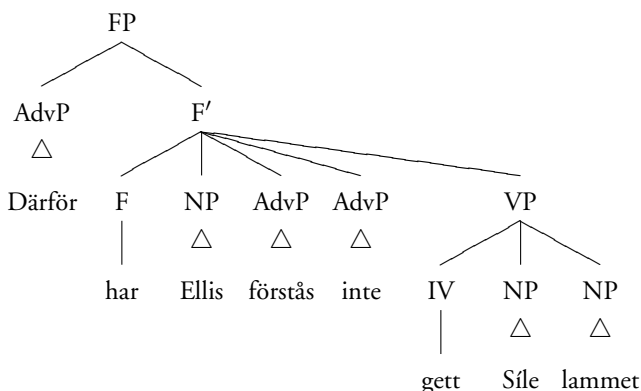 FP
AdvP F′
Därför F NP AdvP AdvP VP
har Ellis förstås inte IV NP NP
gett Síle lammet